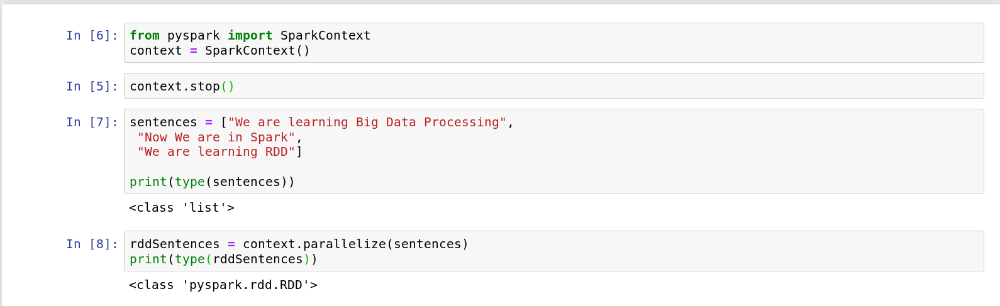 In [6]: from pyspark import SparkContext
context = SparkContext()
In [5]: context.stop()
In [7]: sentences = ["We are learning Big Data Processing",
"Now We are in Spark",
"We are learning RDD"]
print(type(sentences))
<class 'list'>
In [8]: rddSentences = context.parallelize(sentences)
print(type(rddSentences))
<class 'pyspark.rdd.RDD'>